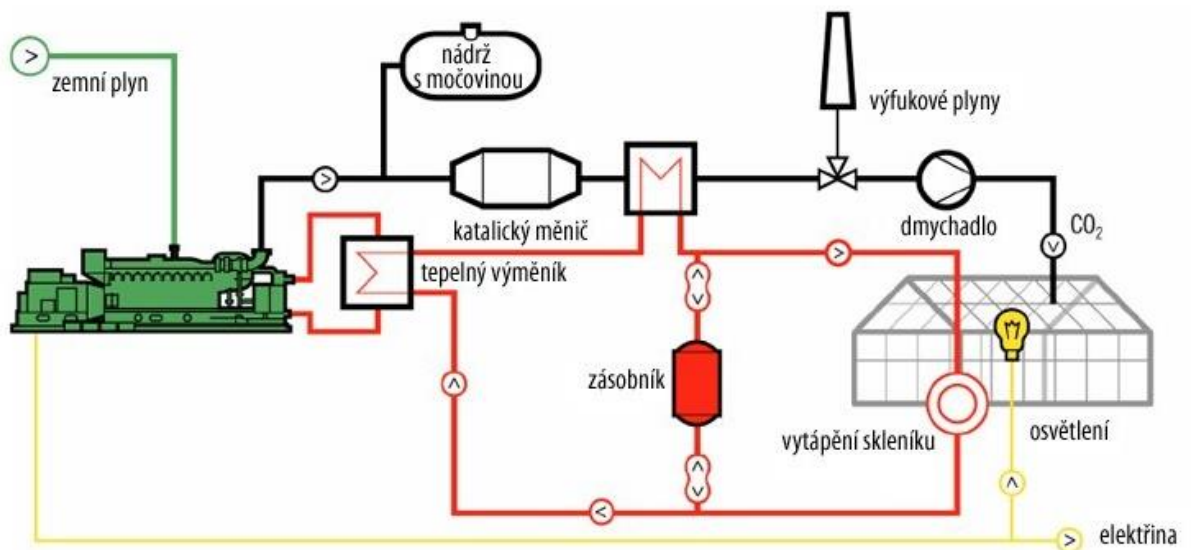 nádrž
s močovinou
zemní plyn
výfukové plyny
katalický měnič
dmychadlo
CO₂
tepelný výměník
zásobník
vytápění skleníku
osvětlení
elektřina